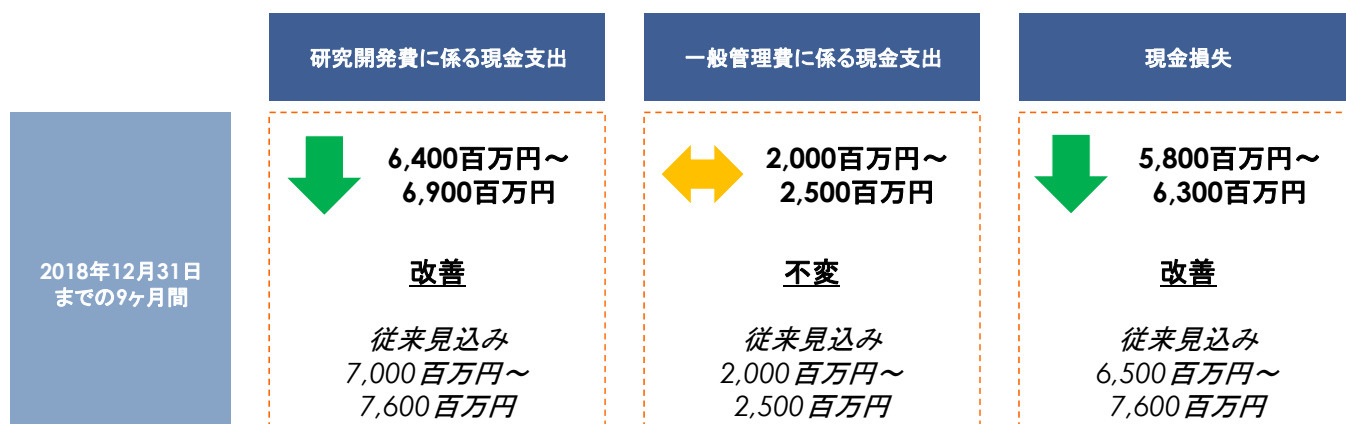 研究開発費に係る現金支出
一般管理費に係る現金支出
現金損失
2018年12月31日
までの9ヶ月間
6,400百万円～
6,900百万円
改善
従来見込み
7,000百万円～
7,600百万円
2,000百万円～
2,500百万円
不変
従来見込み
2,000百万円～
2,500百万円
5,800百万円～
6,300百万円
改善
従来見込み
6,500百万円～
7,600百万円